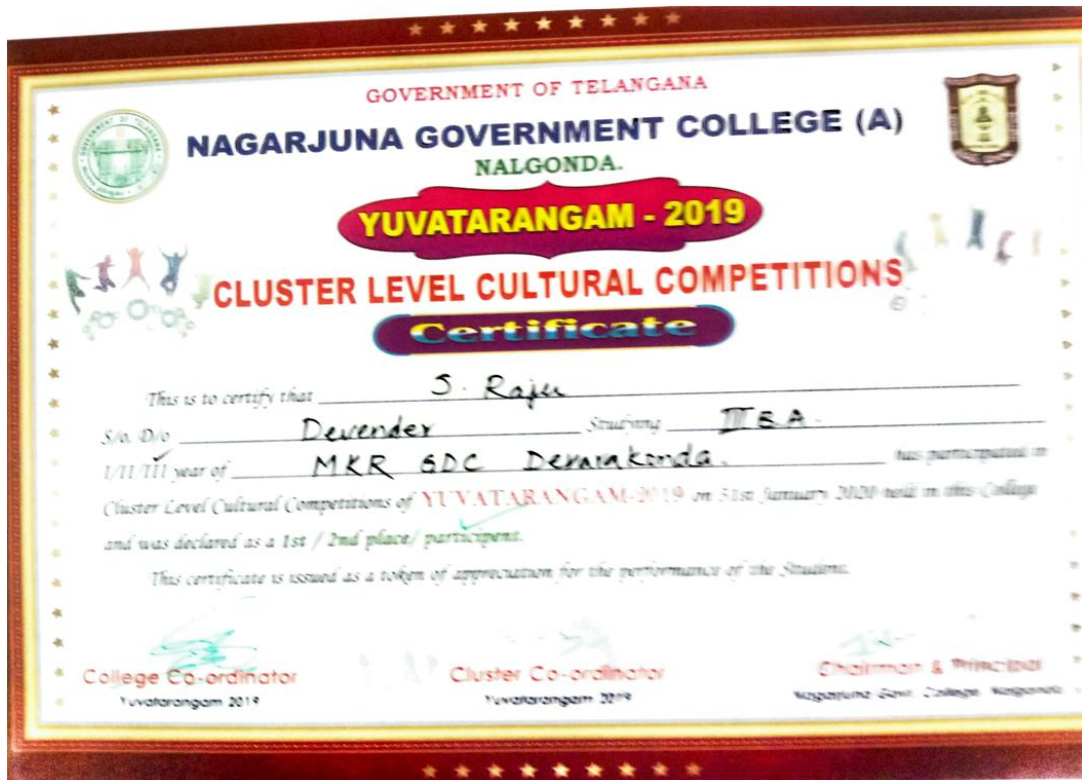 GOVERNMENT OF TELANGANA
NAGARJUNA GOVERNMENT COLLEGE (A)
NALGONDA.
YUVATARANGAM - 2019
CLUSTER LEVEL CULTURAL COMPETITIONS
Certificate
This is to certify that S. Raju
S/o. D/o Devender Studying III B.A.
I/II/III year of MKR GDC Devarakonda. has participated in
Cluster Level Cultural Competitions of YUVATARANGAM-2019 on 31st January 2020 held in this College
and was declared as a 1st / 2nd place/ participent.
This certificate is issued as a token of appreciation for the performance of the Student.
College Co-ordinator Cluster Co-ordinator Chairman & Principal
Yuvatarangam 2019 Yuvatarangam 2019 Nagarjuna Govt. College, Nalgonda